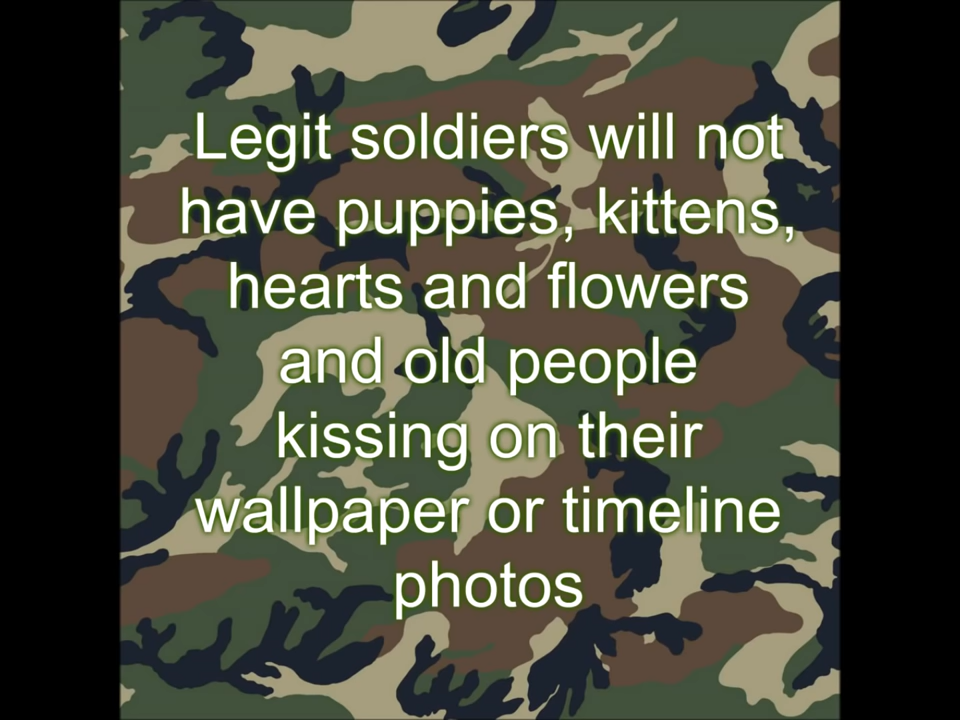 Legit soldiers will not
have puppies, kittens,
hearts and flowers
and old people
kissing on their
wallpaper or timeline
photos